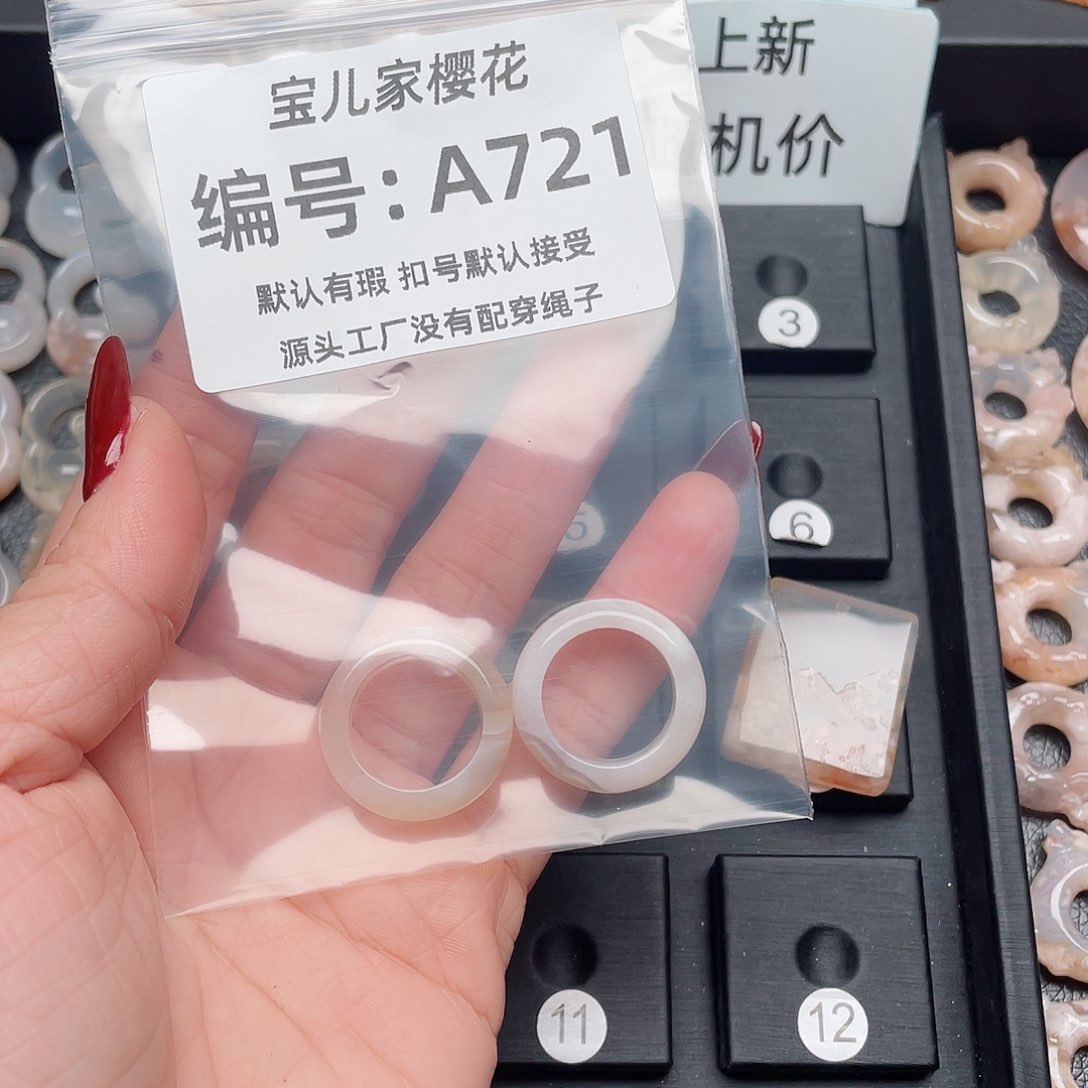 宝儿家樱花
编号：A721
默认有瑕 扣号默认接受
源头工厂没有配穿绳子
上新
机价
3
5
6
11
12